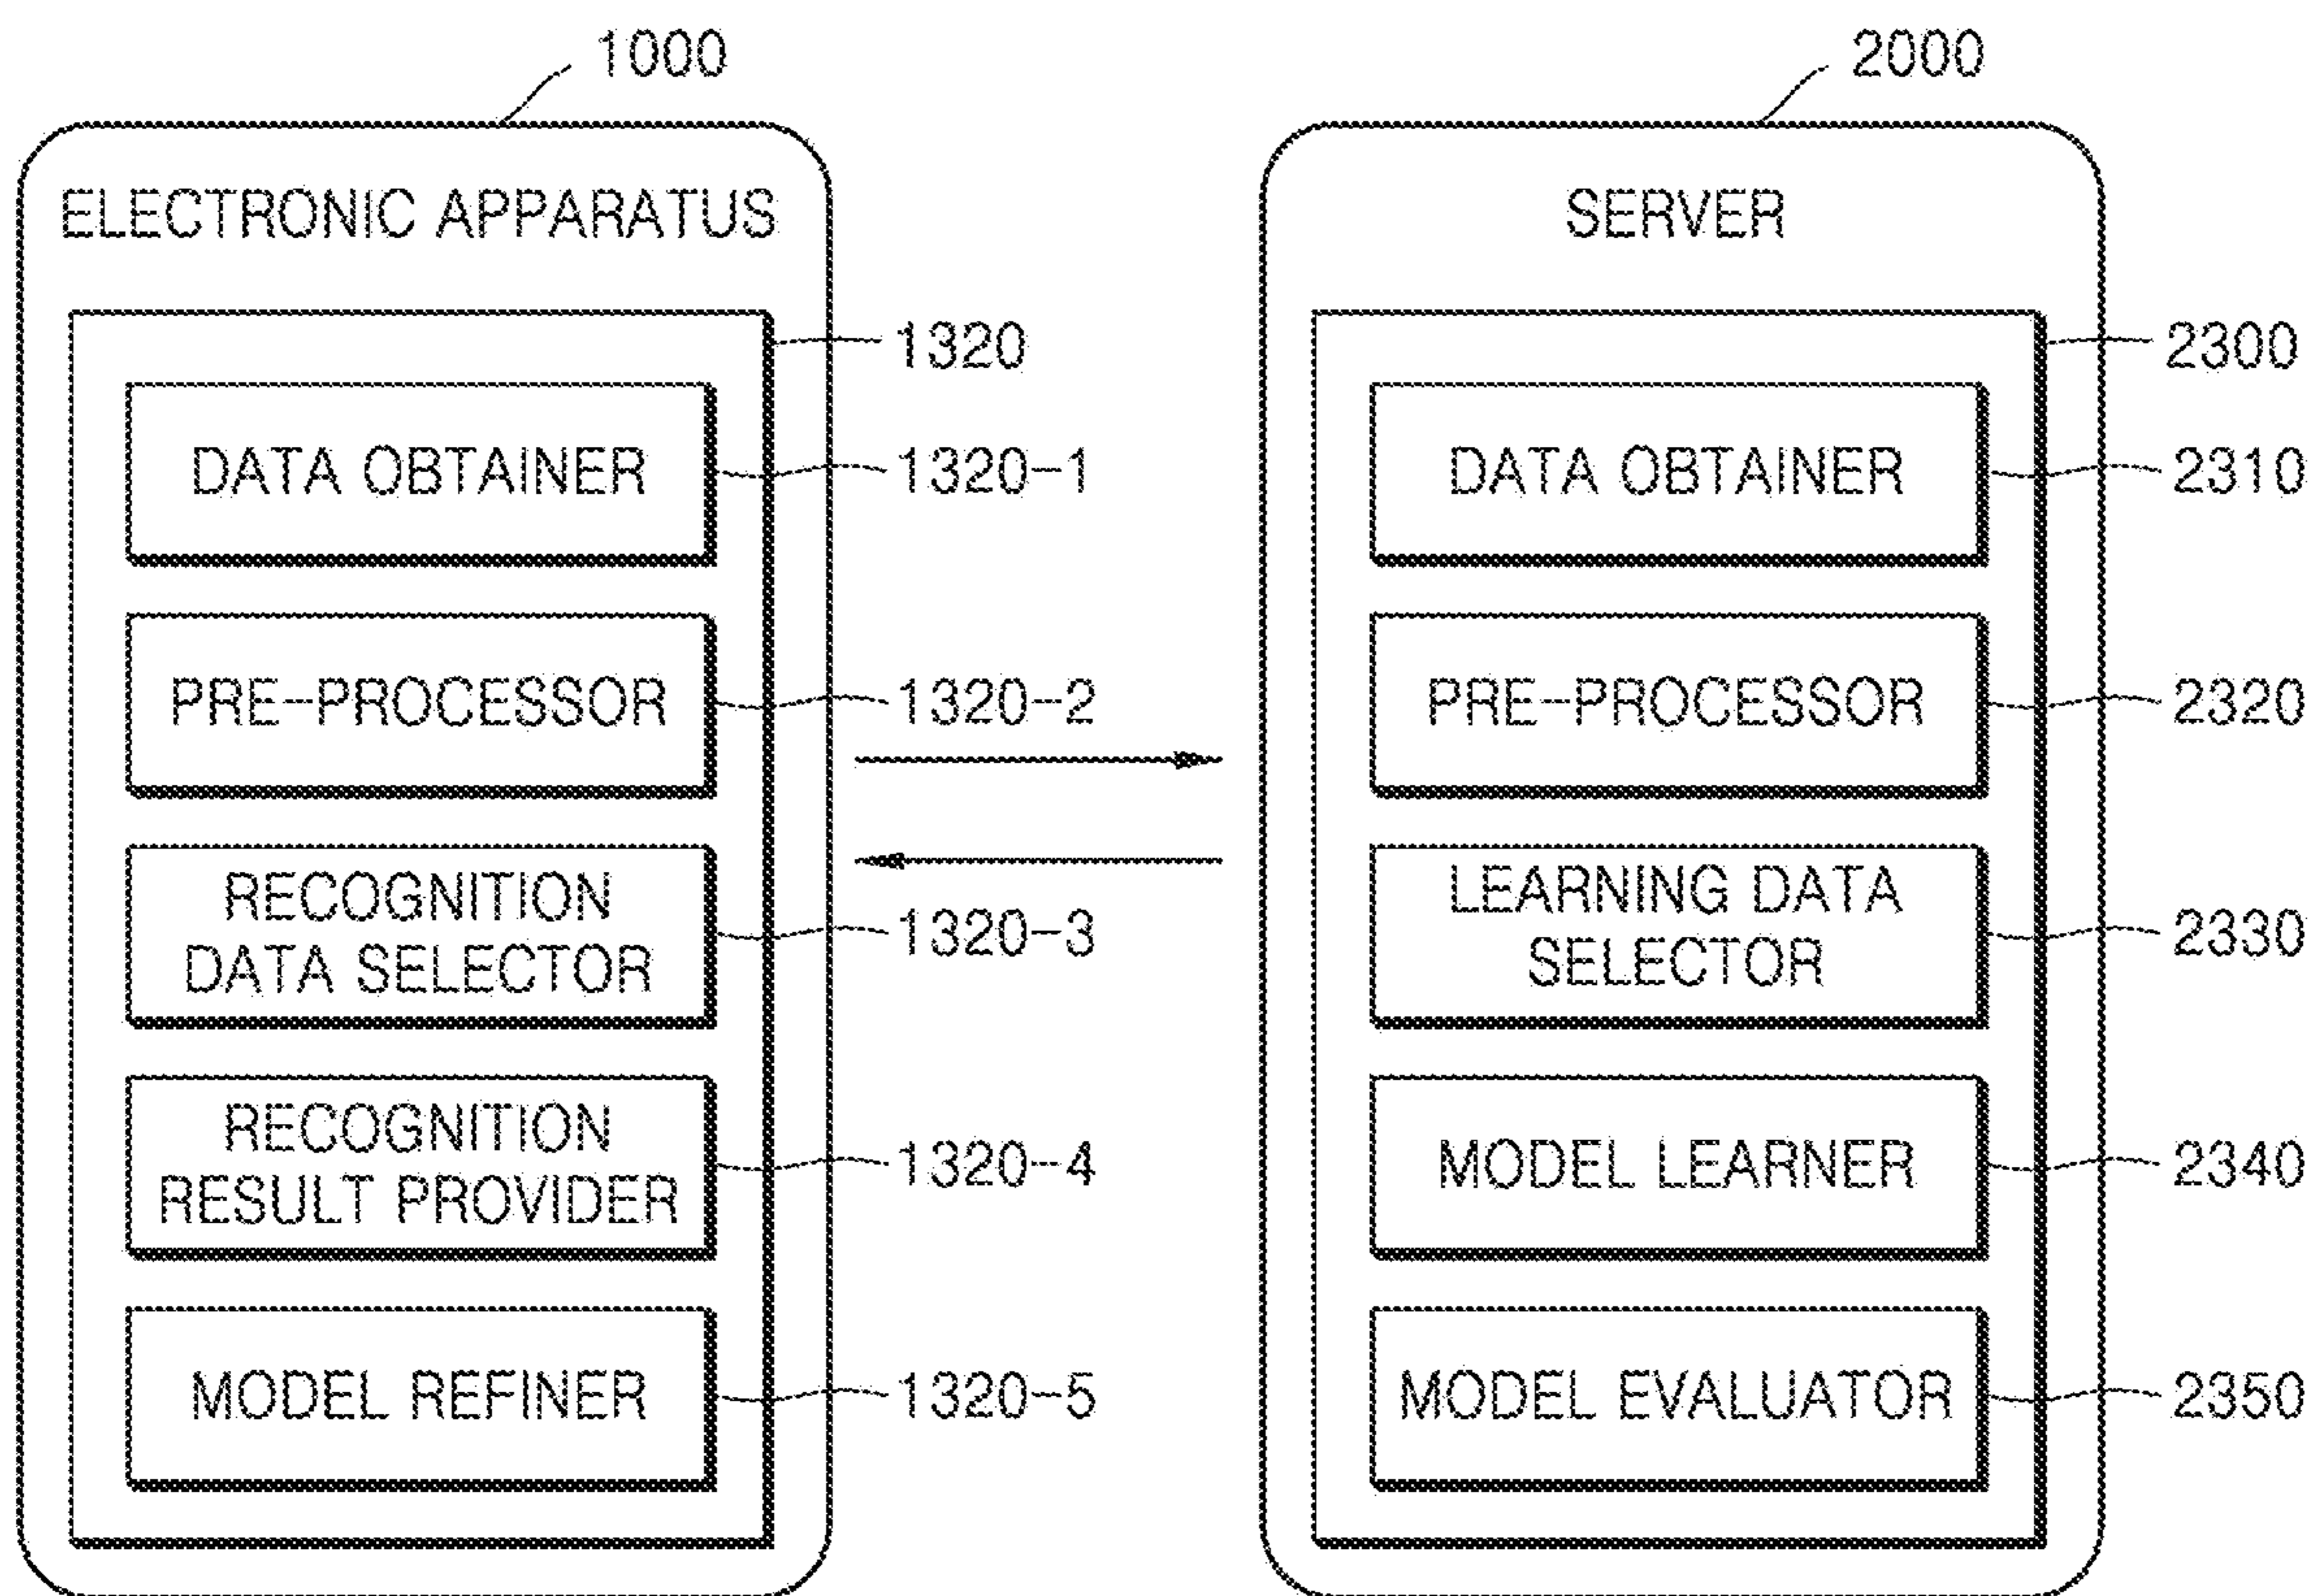 1000
ELECTRONIC APPARATUS
1320
DATA OBTAINER
1320-1
PRE-PROCESSOR
1320-2
RECOGNITION
DATA SELECTOR
1320-3
RECOGNITION
RESULT PROVIDER
1320-4
MODEL REFINER
1320-5
2000
SERVER
2300
DATA OBTAINER
2310
PRE-PROCESSOR
2320
LEARNING DATA
SELECTOR
2330
MODEL LEARNER
2340
MODEL EVALUATOR
2350